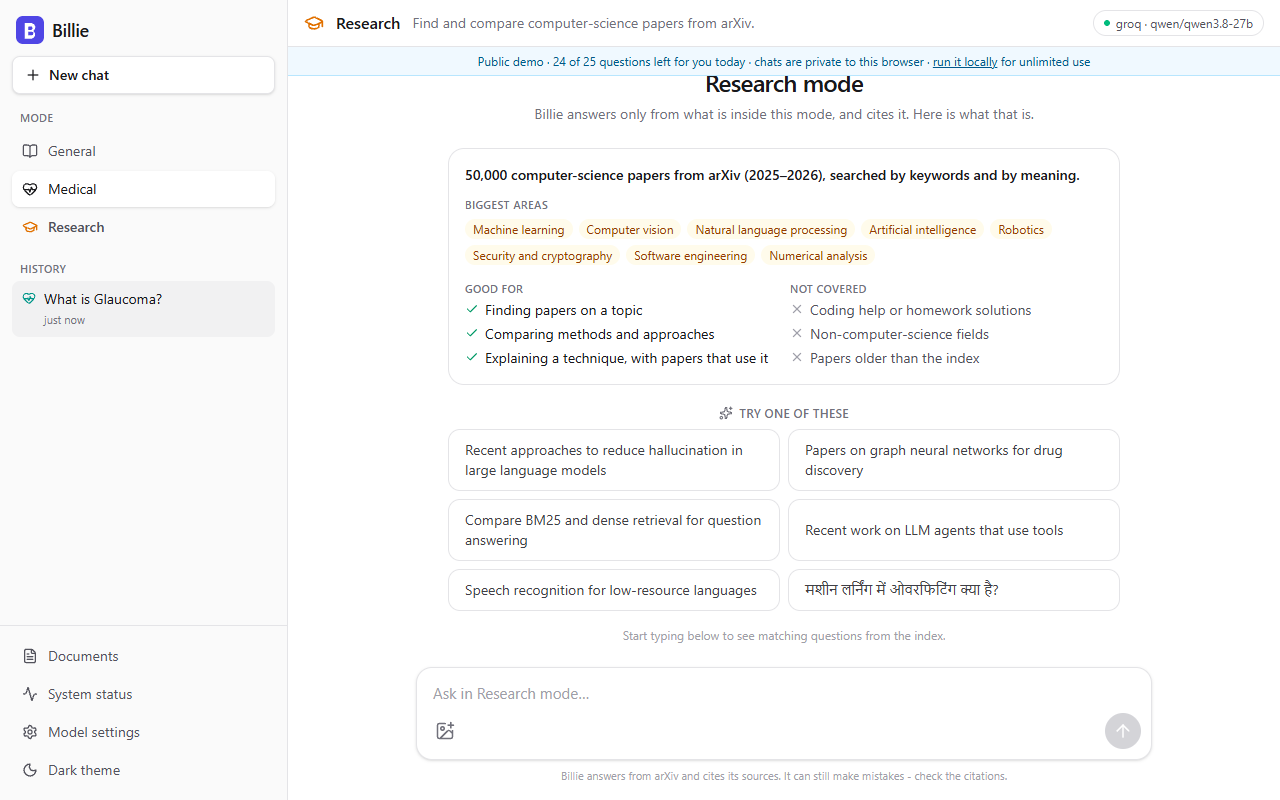 B Billie
New chat
MODE
General
Medical
Research
HISTORY
What is Glaucoma?
just now
Documents
System status
Model settings
Dark theme
Research Find and compare computer-science papers from arXiv.
groq · qwen/qwen3.8-27b
Public demo · 24 of 25 questions left for you today · chats are private to this browser · run it locally for unlimited use
Research mode
Billie answers only from what is inside this mode, and cites it. Here is what that is.
50,000 computer-science papers from arXiv (2025–2026), searched by keywords and by meaning.
BIGGEST AREAS
Machine learning Computer vision Natural language processing Artificial intelligence Robotics
Security and cryptography Software engineering Numerical analysis
GOOD FOR
Finding papers on a topic
Comparing methods and approaches
Explaining a technique, with papers that use it
NOT COVERED
Coding help or homework solutions
Non-computer-science fields
Papers older than the index
TRY ONE OF THESE
Recent approaches to reduce hallucination in
large language models
Papers on graph neural networks for drug
discovery
Compare BM25 and dense retrieval for question
answering
Recent work on LLM agents that use tools
Speech recognition for low-resource languages
मशीन लर्निंग में ओवरफिटिंग क्या है?
Start typing below to see matching questions from the index.
Ask in Research mode...
Billie answers from arXiv and cites its sources. It can still make mistakes - check the citations.